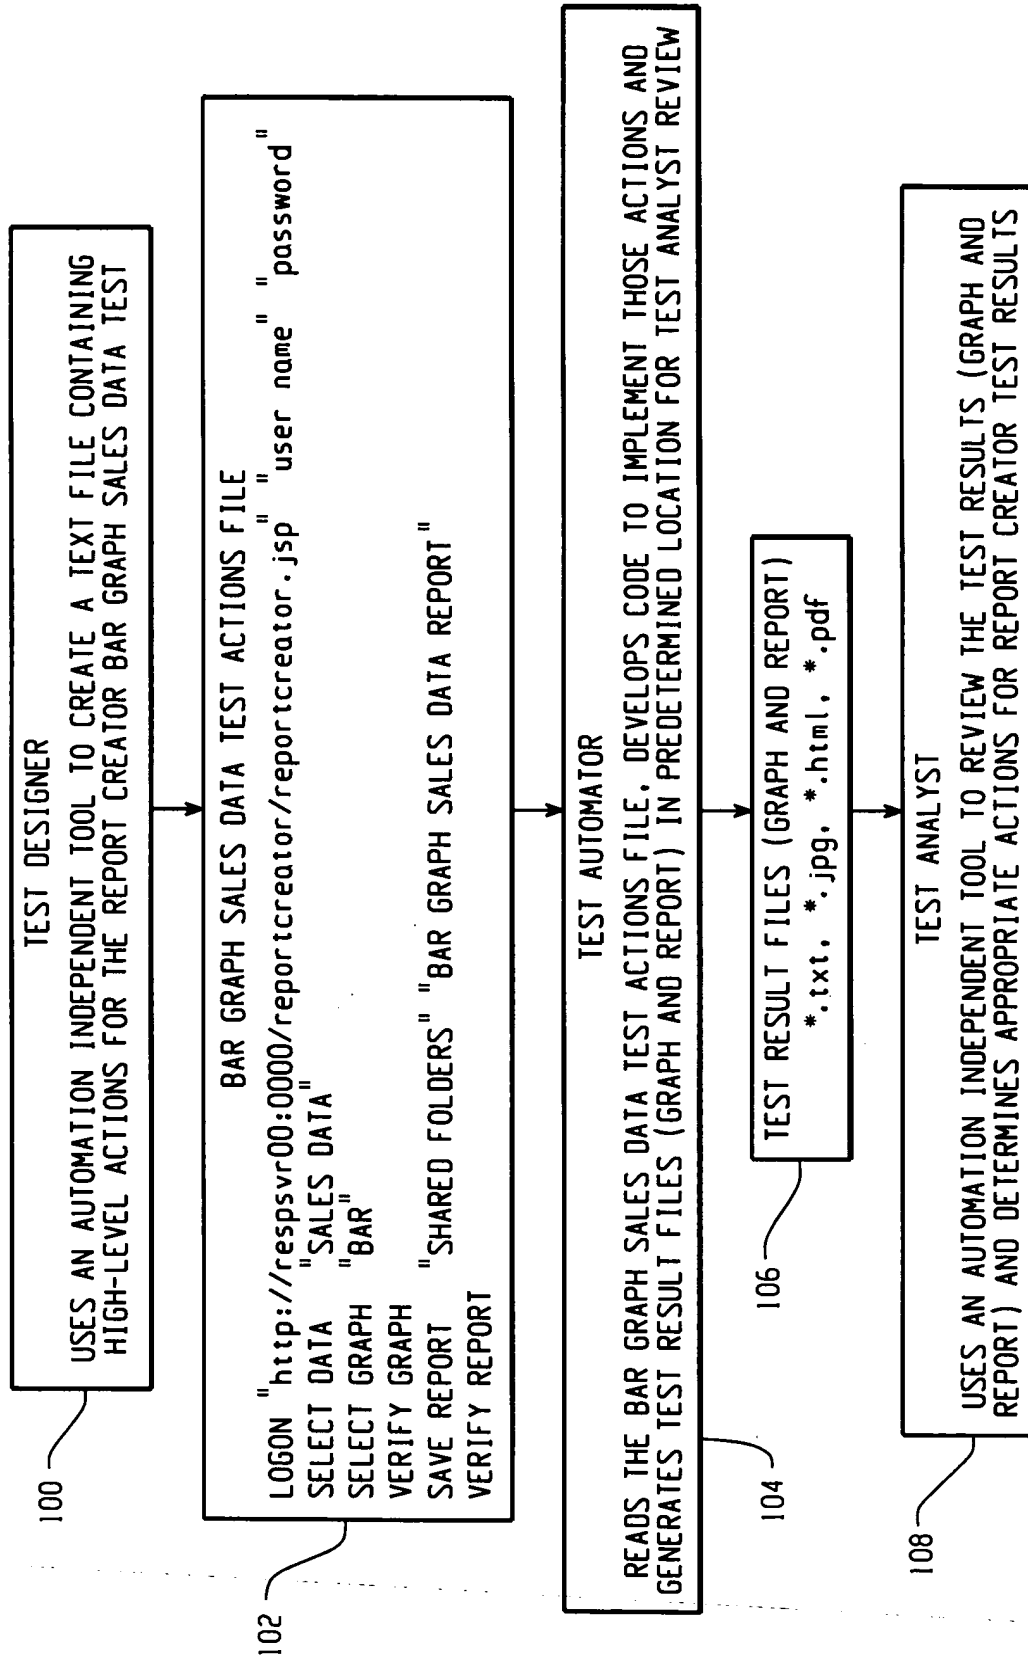 100
TEST DESIGNER
USES AN AUTOMATION INDEPENDENT TOOL TO CREATE A TEXT FILE CONTAINING
HIGH-LEVEL ACTIONS FOR THE REPORT CREATOR BAR GRAPH SALES DATA TEST
102
BAR GRAPH SALES DATA TEST ACTIONS FILE
LOGON "http://respsvr00:0000/reportcreator/reportcreator.jsp" "user name" "password"
SELECT DATA "SALES DATA"
SELECT GRAPH "BAR"
VERIFY GRAPH
SAVE REPORT "SHARED FOLDERS" "BAR GRAPH SALES DATA REPORT"
VERIFY REPORT
104
TEST AUTOMATOR
READS THE BAR GRAPH SALES DATA TEST ACTIONS FILE, DEVELOPS CODE TO IMPLEMENT THOSE ACTIONS AND
GENERATES TEST RESULT FILES (GRAPH AND REPORT) IN PREDETERMINED LOCATION FOR TEST ANALYST REVIEW
106
TEST RESULT FILES (GRAPH AND REPORT)
*.txt, *.jpg, *.html, *.pdf
108
TEST ANALYST
USES AN AUTOMATION INDEPENDENT TOOL TO REVIEW THE TEST RESULTS (GRAPH AND
REPORT) AND DETERMINES APPROPRIATE ACTIONS FOR REPORT CREATOR TEST RESULTS